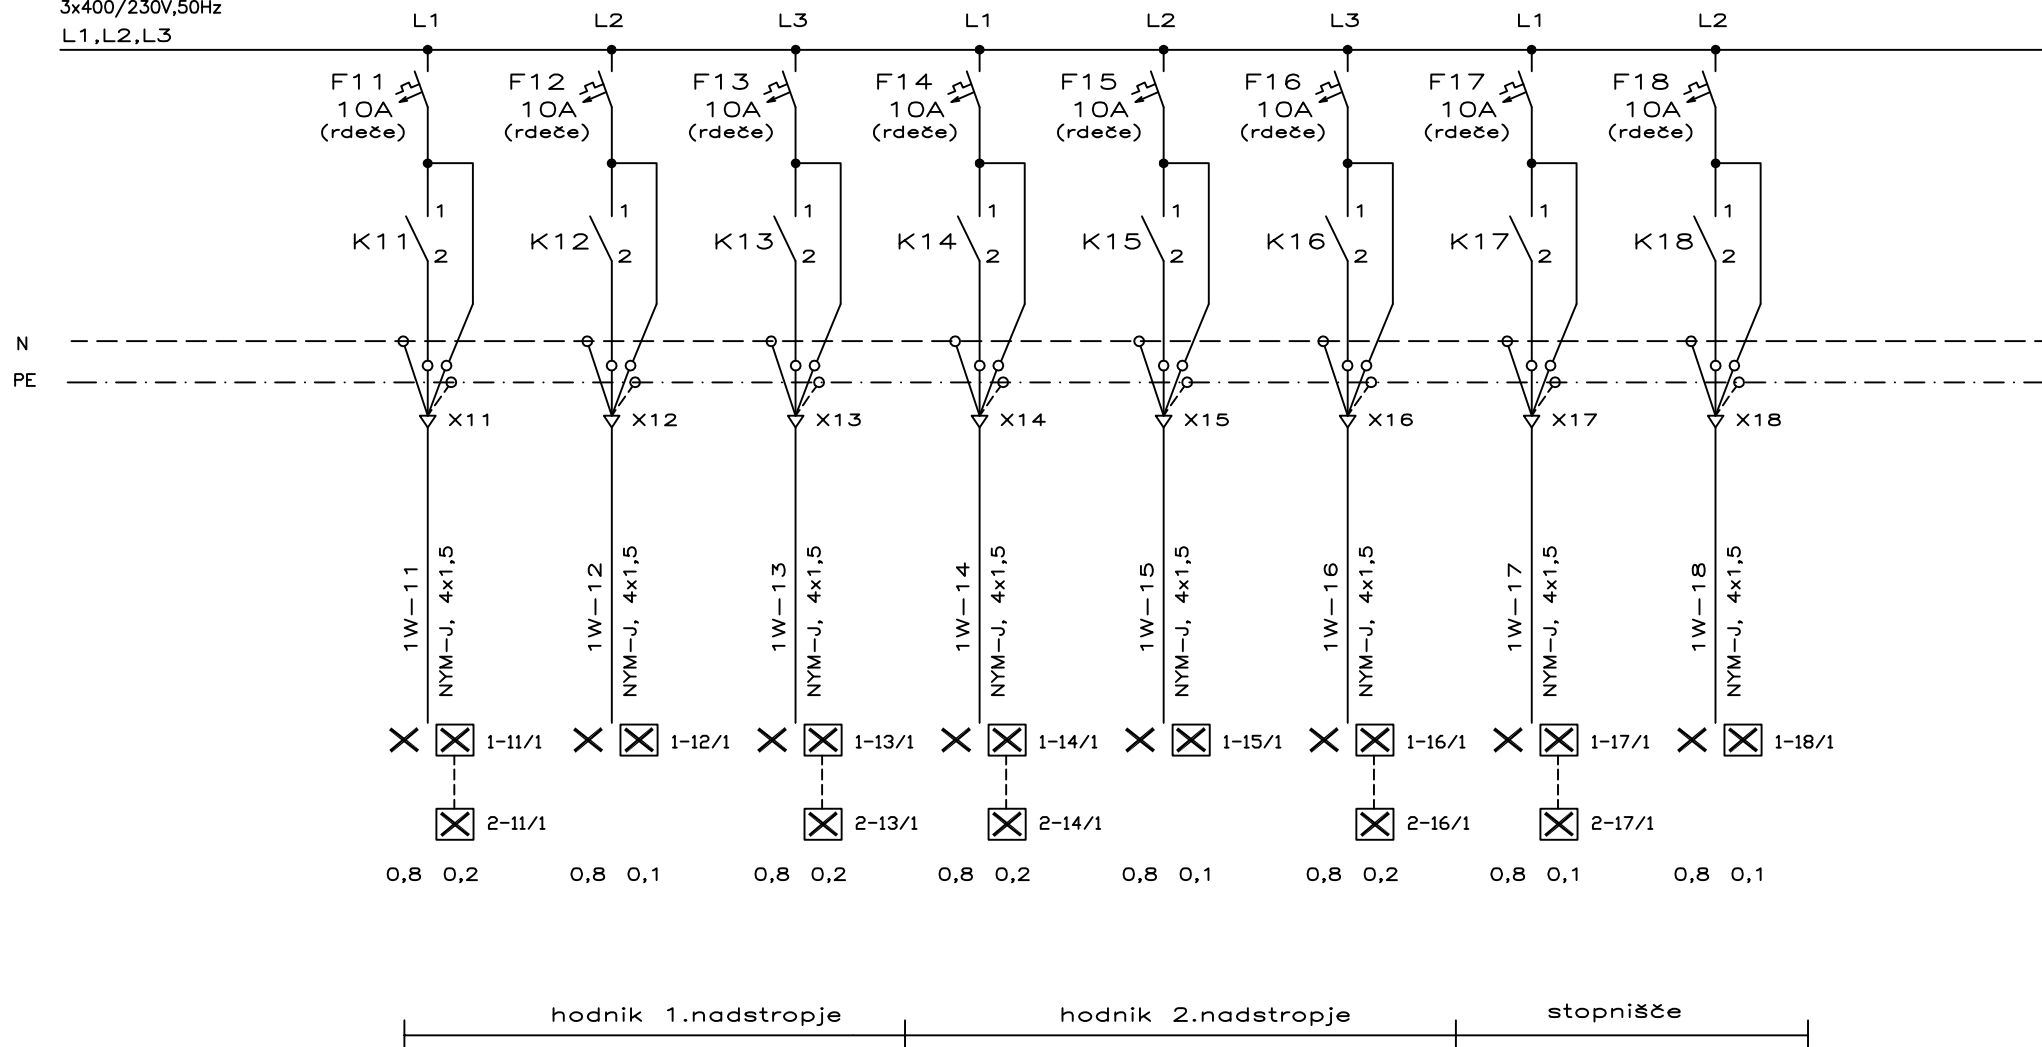 3x400/230V,50Hz
L1,L2,L3
L1 L2 L3 L1 L2 L3 L1 L2
F11 F12 F13 F14 F15 F16 F17 F18
10A 10A 10A 10A 10A 10A 10A 10A
(rdeče) (rdeče) (rdeče) (rdeče) (rdeče) (rdeče) (rdeče) (rdeče)
1 1 1 1 1 1 1 1
K11 K12 K13 K14 K15 K16 K17 K18
2 2 2 2 2 2 2 2
N
PE
X11 X12 X13 X14 X15 X16 X17 X18
1W-11 NYM-J, 4x1,5
1W-12 NYM-J, 4x1,5
1W-13 NYM-J, 4x1,5
1W-14 NYM-J, 4x1,5
1W-15 NYM-J, 4x1,5
1W-16 NYM-J, 4x1,5
1W-17 NYM-J, 4x1,5
1W-18 NYM-J, 4x1,5
1-11/1 1-12/1 1-13/1 1-14/1 1-15/1 1-16/1 1-17/1 1-18/1
2-11/1 2-13/1 2-14/1 2-16/1 2-17/1
0,8 0,2 0,8 0,1 0,8 0,2 0,8 0,2 0,8 0,1 0,8 0,2 0,8 0,1 0,8 0,1
hodnik 1.nadstropje hodnik 2.nadstropje stopnišče